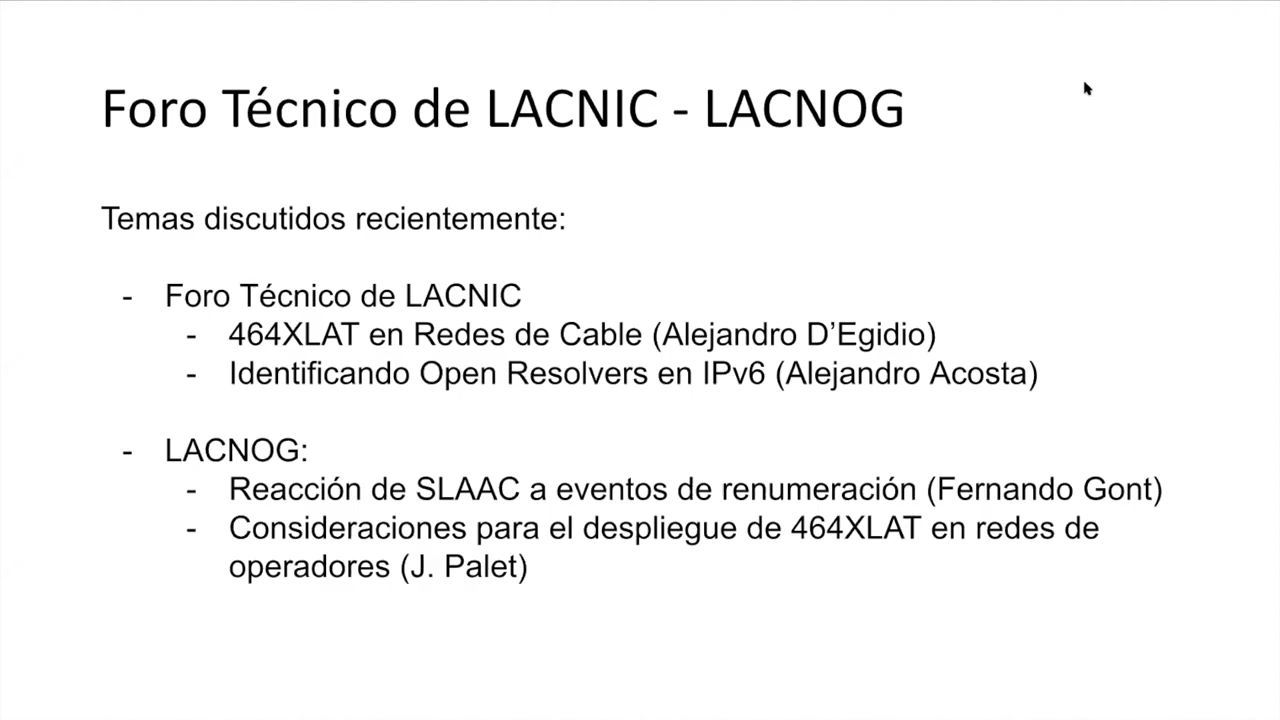 Foro Técnico de LACNIC - LACNOG
Temas discutidos recientemente:
- Foro Técnico de LACNIC
- 464XLAT en Redes de Cable (Alejandro D’Egidio)
- Identificando Open Resolvers en IPv6 (Alejandro Acosta)
- LACNOG:
- Reacción de SLAAC a eventos de renumeración (Fernando Gont)
- Consideraciones para el despliegue de 464XLAT en redes de
operadores (J. Palet)